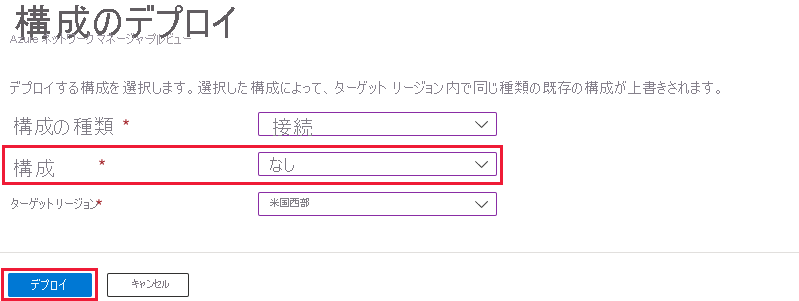 構成のデプロイ
Azure ネットワーク マネージャープレビュー
デプロイする構成を選択します。選択した構成によって、ターゲット リージョン内で同じ種類の既存の構成が上書きされます。
構成の種類 * 接続
構成 * なし
ターゲットリージョン* 米国西部
デプロイ キャンセル